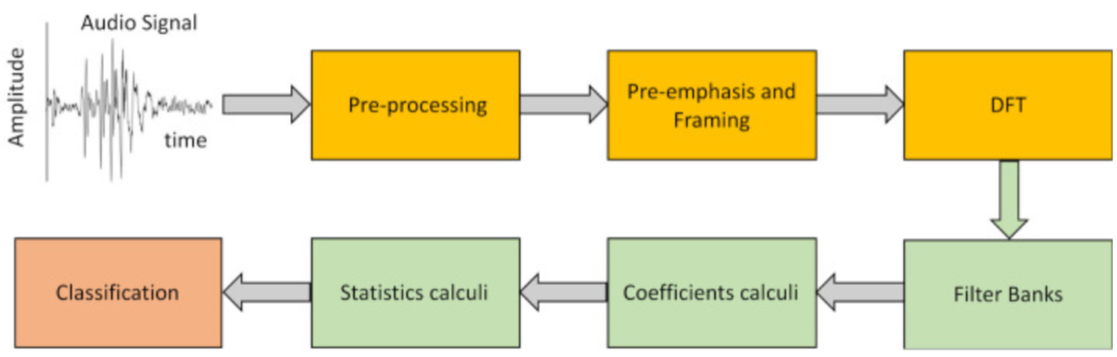 Audio Signal
Amplitude
time
Pre-processing
Pre-emphasis and
Framing
DFT
Classification
Statistics calculi
Coefficients calculi
Filter Banks